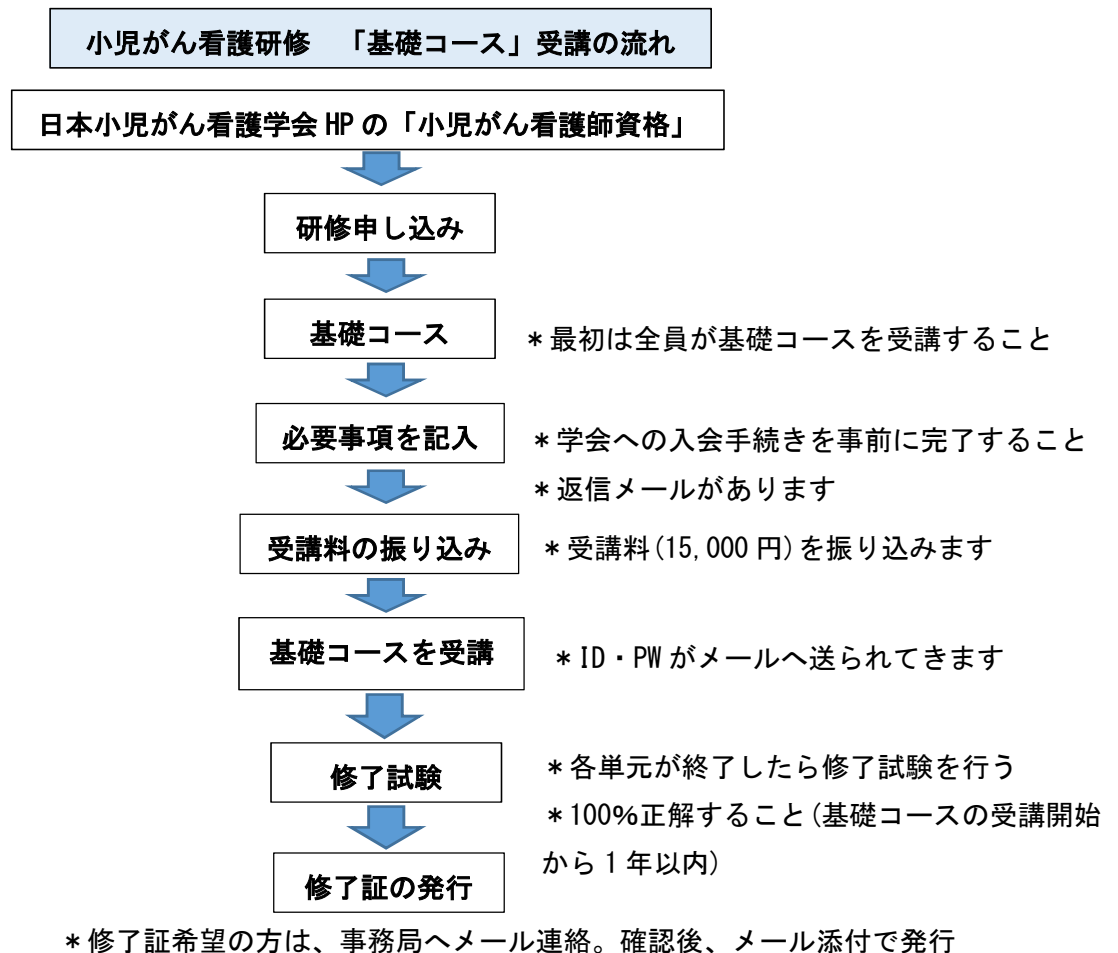 小児がん看護研修　「基礎コース」受講の流れ
日本小児がん看護学会 HP の「小児がん看護師資格」
研修申し込み
基礎コース
＊最初は全員が基礎コースを受講すること
必要事項を記入
＊学会への入会手続きを事前に完了すること
＊返信メールがあります
受講料の振り込み
＊受講料(15,000 円)を振り込みます
基礎コースを受講
＊ID・PW がメールへ送られてきます
修了試験
＊各単元が終了したら修了試験を行う
＊100％正解すること(基礎コースの受講開始
から 1 年以内)
修了証の発行
＊修了証希望の方は、事務局へメール連絡。確認後、メール添付で発行